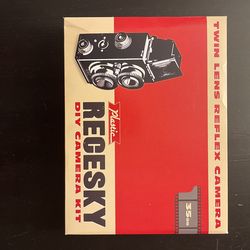 TWIN LENS REFLEX CAMERA
Plastic
RECESKY
DIY CAMERA KIT
35mm